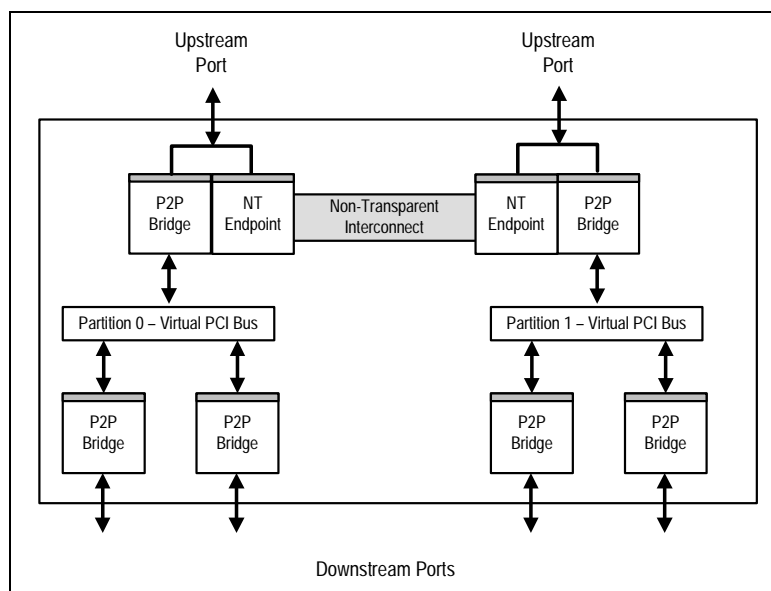 Upstream
Port
Upstream
Port
P2P
Bridge
NT
Endpoint
Non-Transparent
Interconnect
NT
Endpoint
P2P
Bridge
Partition 0 – Virtual PCI Bus
Partition 1 – Virtual PCI Bus
P2P
Bridge
P2P
Bridge
P2P
Bridge
P2P
Bridge
Downstream Ports